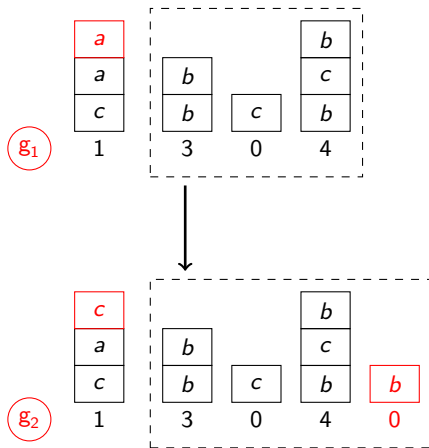 a b
a b c
c b c b
g₁ 1 3 0 4
c b
a b c
c b c b b
g₂ 1 3 0 4 0